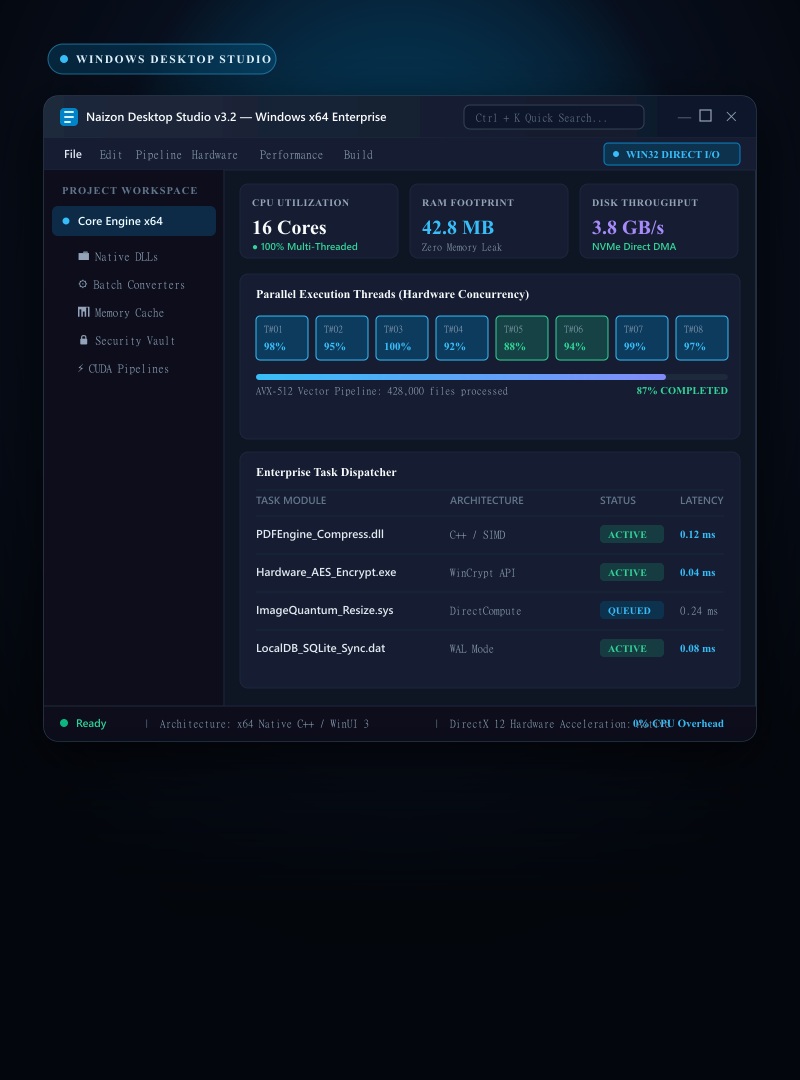 WINDOWS DESKTOP STUDIO
Naizon Desktop Studio v3.2 — Windows x64 Enterprise
Ctrl + K Quick Search...
File Edit Pipeline Hardware Performance Build
WIN32 DIRECT I/O
PROJECT WORKSPACE
Core Engine x64
Native DLLs
Batch Converters
Memory Cache
Security Vault
CUDA Pipelines
CPU UTILIZATION
16 Cores
● 100% Multi-Threaded
RAM FOOTPRINT
42.8 MB
Zero Memory Leak
DISK THROUGHPUT
3.8 GB/s
NVMe Direct DMA
Parallel Execution Threads (Hardware Concurrency)
T#01 T#02 T#03 T#04 T#05 T#06 T#07 T#08
98% 95% 100% 92% 88% 94% 99% 97%
AVX-512 Vector Pipeline: 428,000 files processed 87% COMPLETED
Enterprise Task Dispatcher
TASK MODULE ARCHITECTURE STATUS LATENCY
PDFEngine_Compress.dll C++ / SIMD ACTIVE 0.12 ms
Hardware_AES_Encrypt.exe WinCrypt API ACTIVE 0.04 ms
ImageQuantum_Resize.sys DirectCompute QUEUED 0.24 ms
LocalDB_SQLite_Sync.dat WAL Mode ACTIVE 0.08 ms
Ready | Architecture: x64 Native C++ / WinUI 3 | DirectX 12 Hardware Acceleration: 0% CPU Overhead